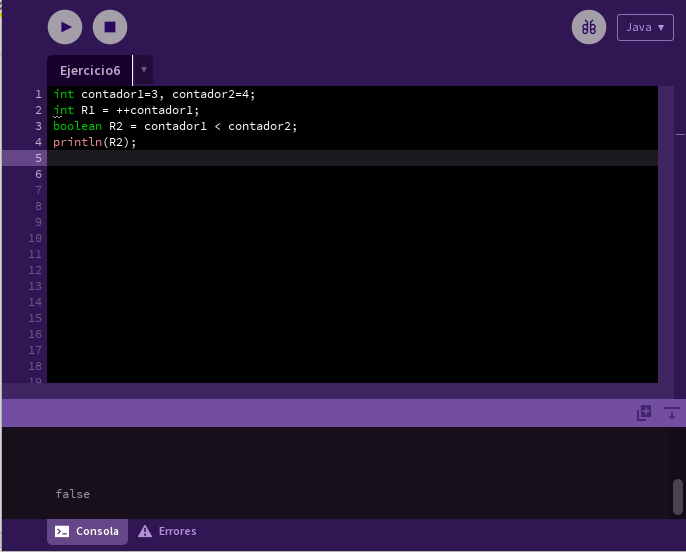 Java ▾
Ejercicio6 ▾
1 int contador1=3, contador2=4;
2 int R1 = ++contador1;
3 boolean R2 = contador1 < contador2;
4 println(R2);
5
6
7
8
9
10
11
12
13
14
15
16
17
18
19
false
Consola Errores